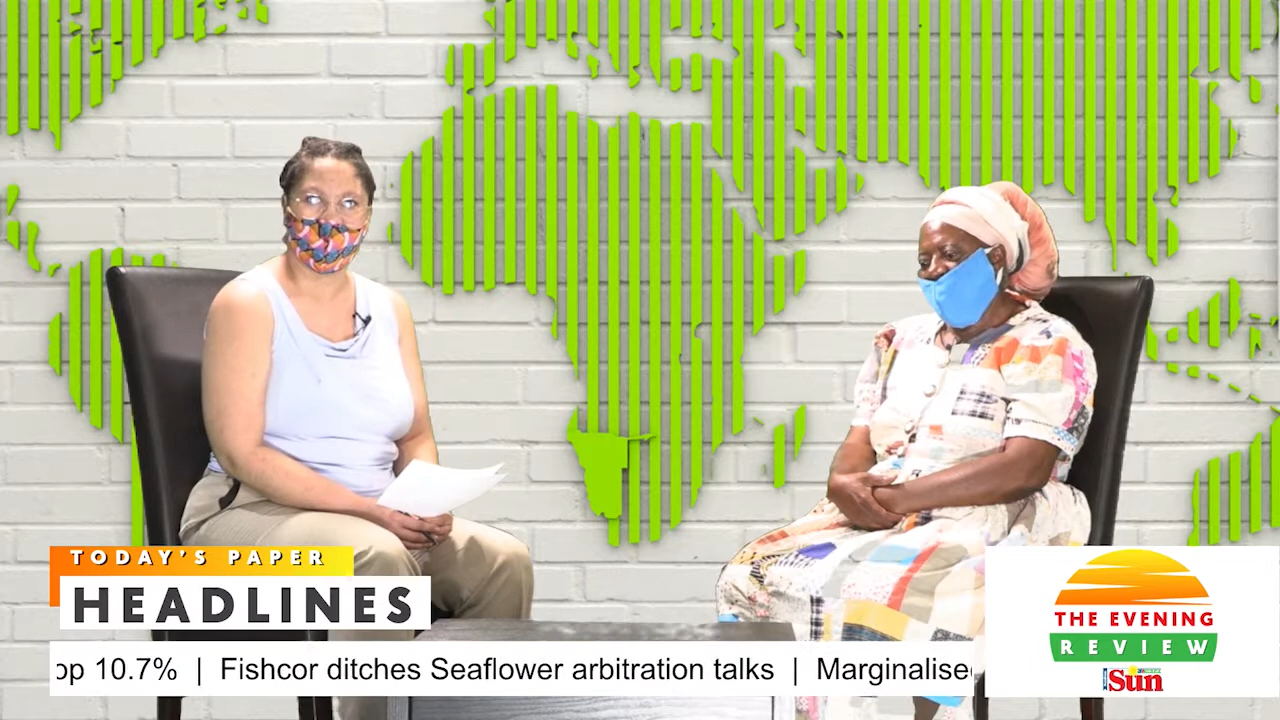 TODAY'S PAPER
HEADLINES
op 10.7% | Fishcor ditches Seaflower arbitration talks | Marginalise
THE EVENING
REVIEW
Sun